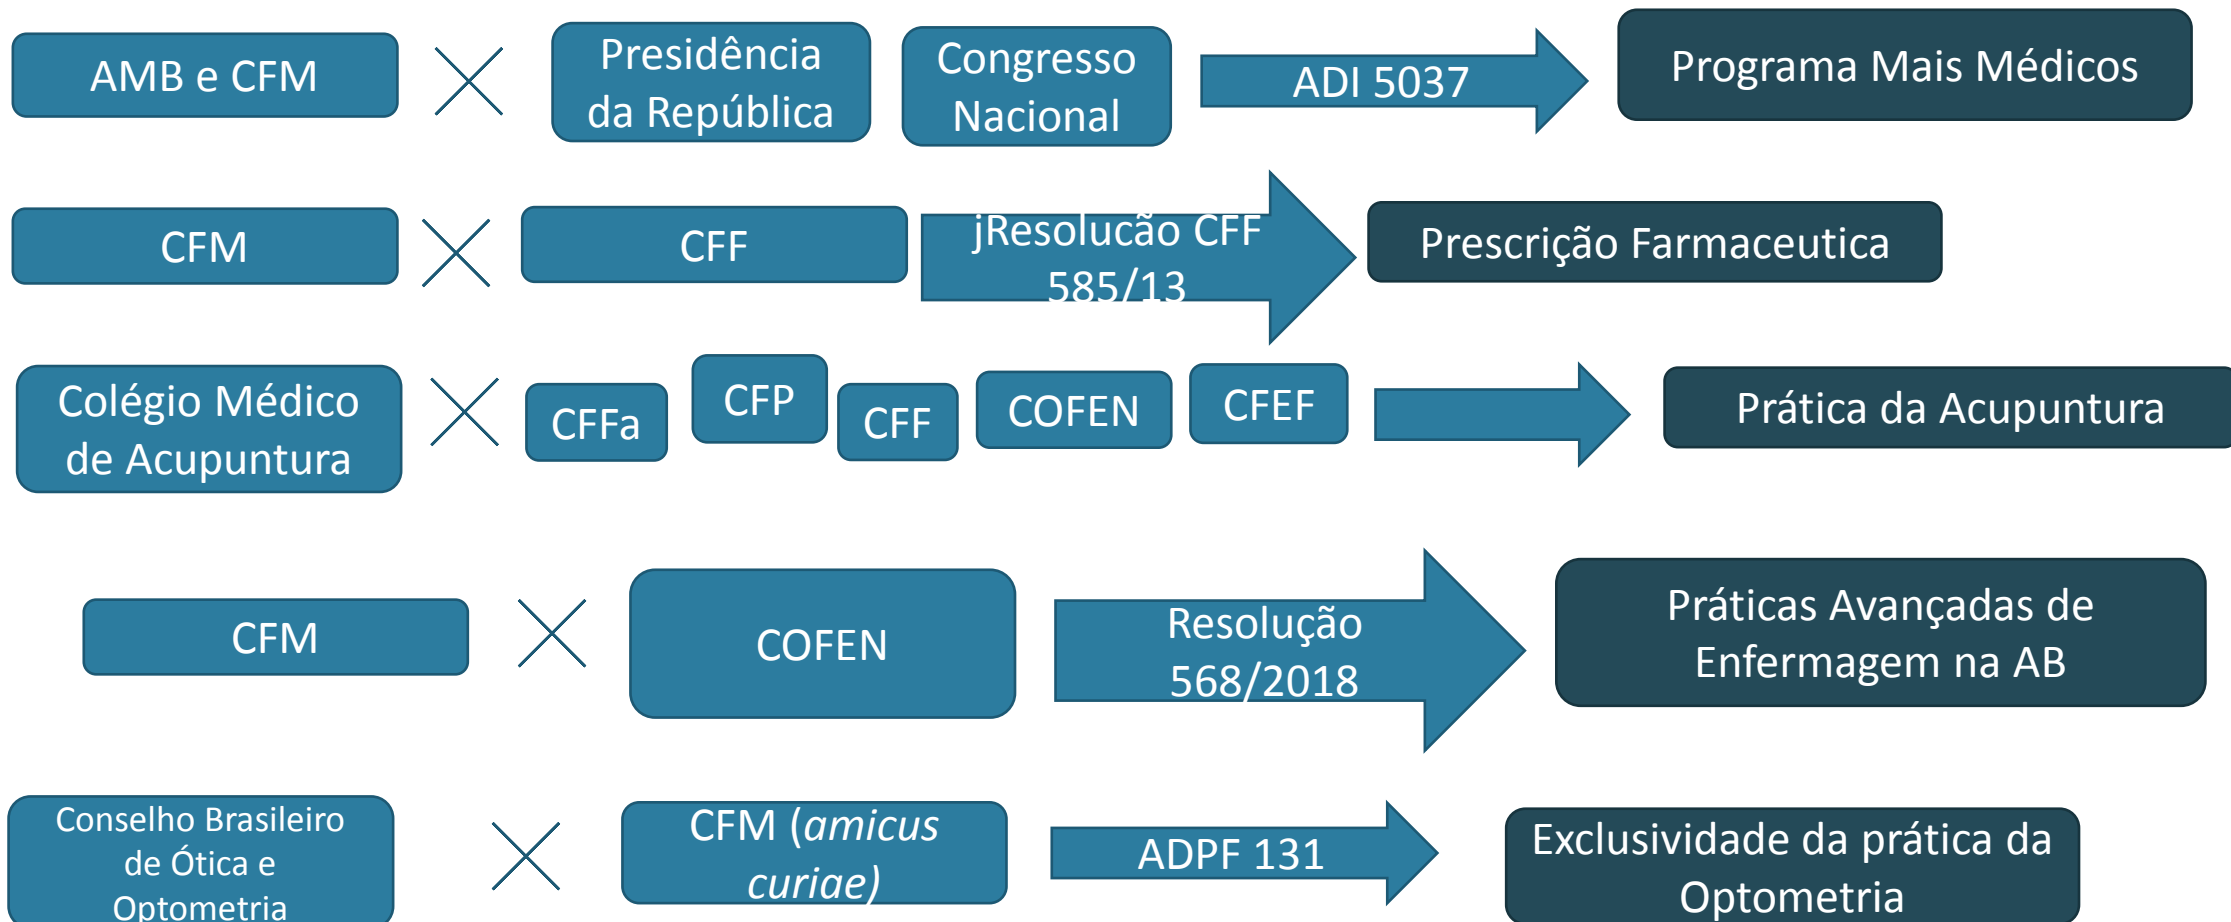 AMB e CFM
Presidência
da República
Congresso
Nacional
ADI 5037
Programa Mais Médicos
CFM
CFF
jResolução CFF
585/13
Prescrição Farmaceutica
Colégio Médico
de Acupuntura
CFFa
CFP
CFF
COFEN
CFEF
Prática da Acupuntura
CFM
COFEN
Resolução
568/2018
Práticas Avançadas de
Enfermagem na AB
Conselho Brasileiro
de Ótica e
Optometria
CFM (amicus
curiae)
ADPF 131
Exclusividade da prática da
Optometria